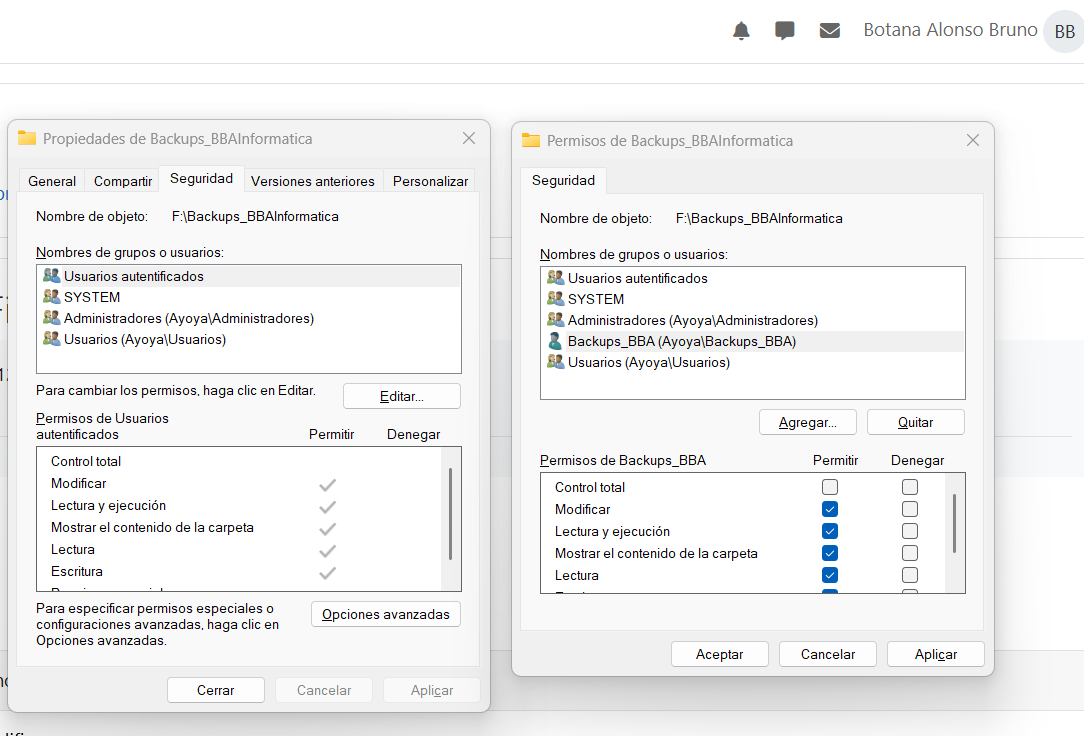 Botana Alonso Bruno
BB
Propiedades de Backups_BBAInformatica
General
Compartir
Seguridad
Versiones anteriores
Personalizar
Nombre de objeto:
F:\Backups_BBAInformatica
Nombres de grupos o usuarios:
Usuarios autentificados
SYSTEM
Administradores (Ayoya\Administradores)
Usuarios (Ayoya\Usuarios)
Para cambiar los permisos, haga clic en Editar.
Editar...
Permisos de Usuarios
autentificados
Permitir
Denegar
Control total
Modificar
Lectura y ejecución
Mostrar el contenido de la carpeta
Lectura
Escritura
Para especificar permisos especiales o
configuraciones avanzadas, haga clic en
Opciones avanzadas.
Opciones avanzadas
Cerrar
Cancelar
Aplicar
Permisos de Backups_BBAInformatica
Seguridad
Nombre de objeto:
F:\Backups_BBAInformatica
Nombres de grupos o usuarios:
Usuarios autentificados
SYSTEM
Administradores (Ayoya\Administradores)
Backups_BBA (Ayoya\Backups_BBA)
Usuarios (Ayoya\Usuarios)
Agregar...
Quitar
Permisos de Backups_BBA
Permitir
Denegar
Control total
Modificar
Lectura y ejecución
Mostrar el contenido de la carpeta
Lectura
Aceptar
Cancelar
Aplicar